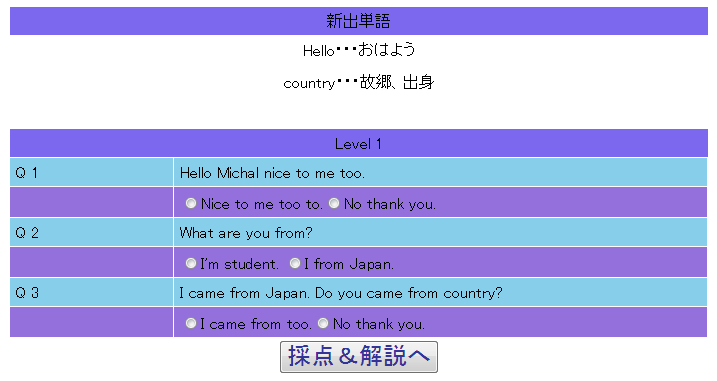 新出単語
Hello・・・おはよう
country・・・故郷、出身
Level 1
Q 1 Hello Michal nice to me too.
Nice to me too to. No thank you.
Q 2 What are you from?
I'm student. I from Japan.
Q 3 I came from Japan. Do you came from country?
I came from too. No thank you.
採点＆解説へ